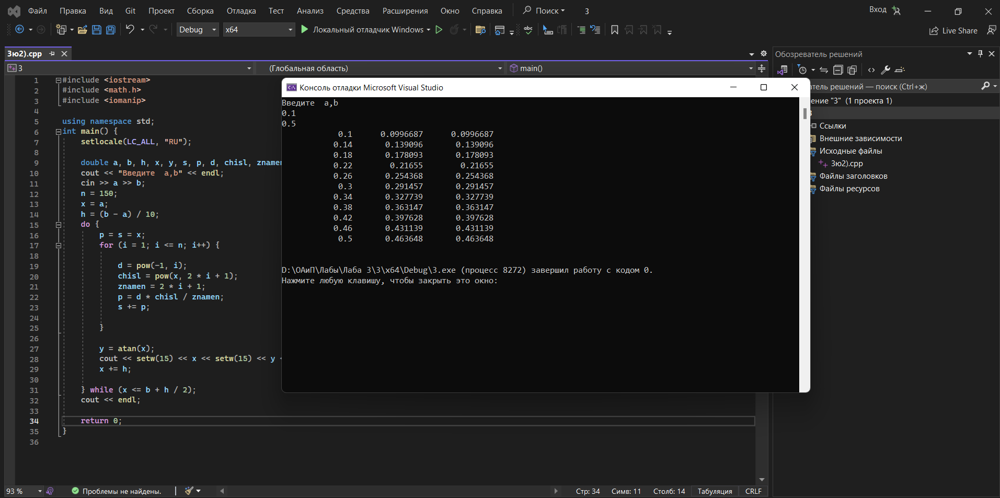 Файл Правка Вид Git Проект Сборка Отладка Тест Анализ Средства Расширения Окно Справка Поиск 3 Вход
Debug x64 Локальный отладчик Windows abc Live Share
3ю2).cpp
3 (Глобальная область) main()
1 #include <iostream>
2 #include <math.h>
3 #include <iomanip>
4
5 using namespace std;
6 int main() {
7 setlocale(LC_ALL, "RU");
8
9 double a, b, h, x, y, s, p, d, chisl, znamen
10 cout << "Введите  a,b" << endl;
11 cin >> a >> b;
12 n = 150;
13 x = a;
14 h = (b - a) / 10;
15 do {
16 p = s = x;
17 for (i = 1; i <= n; i++) {
18
19 d = pow(-1, i);
20 chisl = pow(x, 2 * i + 1);
21 znamen = 2 * i + 1;
22 p = d * chisl / znamen;
23 s += p;
24
25 }
26
27 y = atan(x);
28 cout << setw(15) << x << setw(15) << y <
29 x += h;
30
31 } while (x <= b + h / 2);
32 cout << endl;
33
34 return 0;
35 }
36
Консоль отладки Microsoft Visual Studio
Введите  a,b
0.1
0.5
0.1 0.0996687 0.0996687
0.14 0.139096 0.139096
0.18 0.178093 0.178093
0.22 0.21655 0.21655
0.26 0.254368 0.254368
0.3 0.291457 0.291457
0.34 0.327739 0.327739
0.38 0.363147 0.363147
0.42 0.397628 0.397628
0.46 0.431139 0.431139
0.5 0.463648 0.463648
D:\ОАиП\Лабы\Лаба 3\3\x64\Debug\3.exe (процесс 8272) завершил работу с кодом 0.
Нажмите любую клавишу, чтобы закрыть это окно:
Обозреватель решений
атель решений — поиск (Ctrl+ж)
ение "3" (1 проекта 1)
3
Ссылки
Внешние зависимости
Исходные файлы
3ю2).cpp
Файлы заголовков
Файлы ресурсов
93 % Проблемы не найдены. Стр: 34 Симв: 11 Столб: 14 Табуляция CRLF